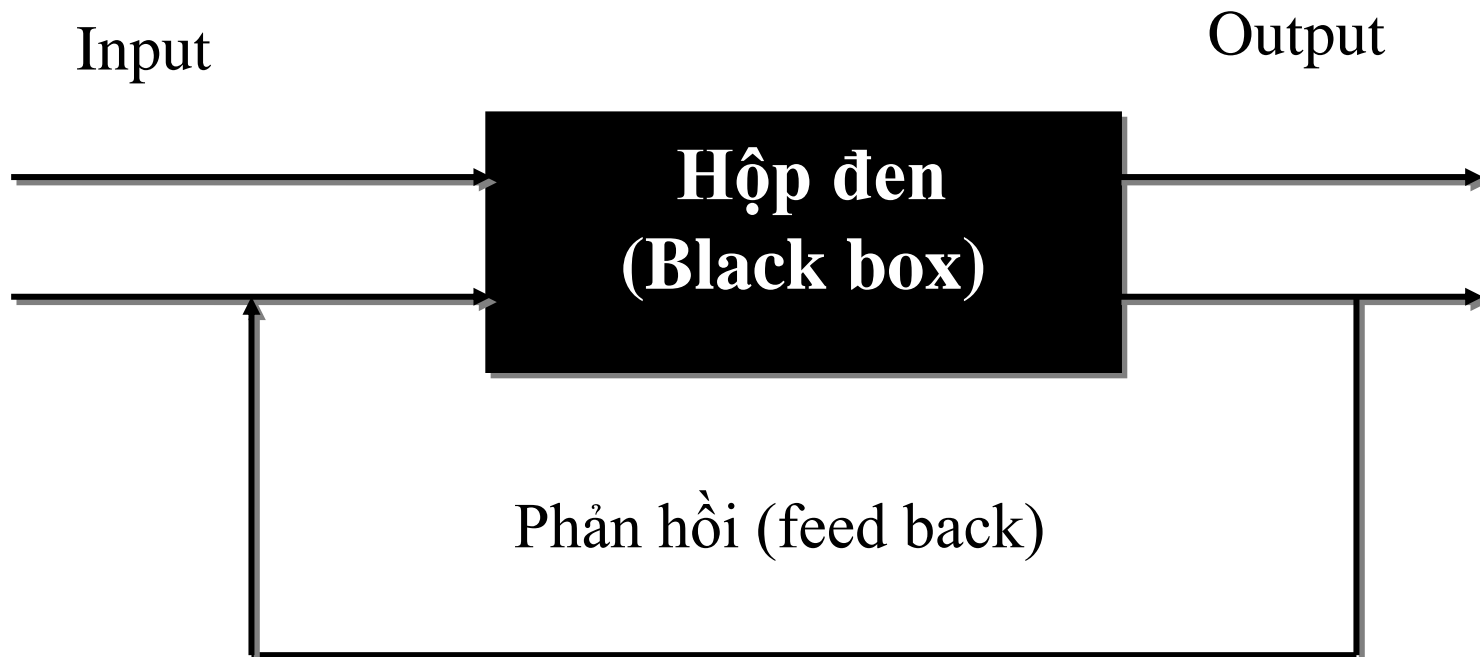 Input
Output
Hộp đen
(Black box)
Phản hồi (feed back)